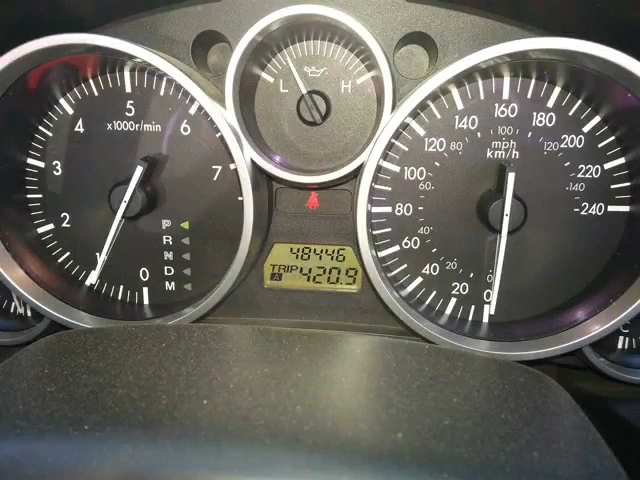 0 1 2 3 4 5 6 7
x1000r/min
P
R
N
D
M
L H
48446
TRIP A 420.9
0 20 40 60 80 100 120 140 160 180 200 220 240
0 20 40 60 80 100 120 140
mph
km/h
C